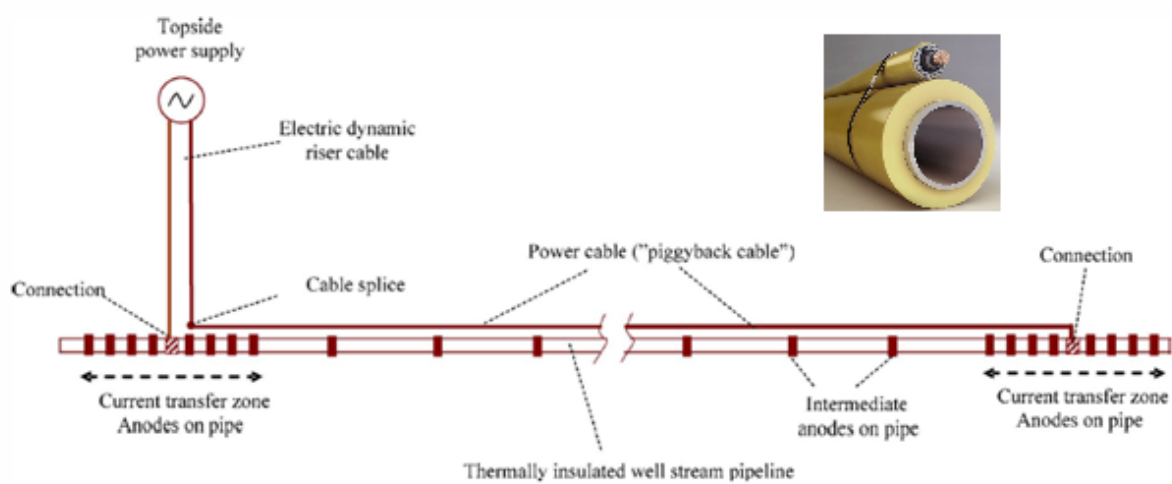 Topside
power supply
Electric dynamic
riser cable
Power cable ("piggyback cable")
Connection
Connection
Cable splice
Current transfer zone
Anodes on pipe
Intermediate
anodes on pipe
Current transfer zone
Anodes on pipe
Thermally insulated well stream pipeline